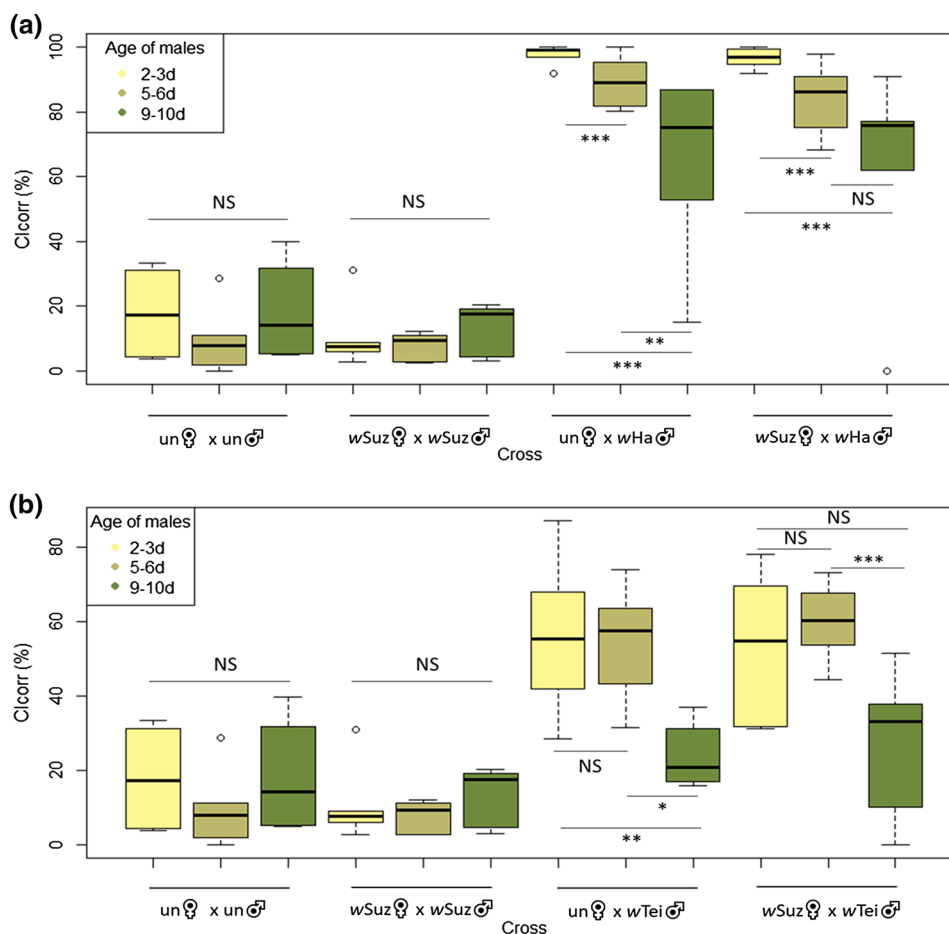 (a)
Age of males
2-3d
5-6d
9-10d
CIcorr (%)
100
80
60
40
20
0
NS
NS
***
**
***
***
NS
***
un♀ x un♂
wSuz♀ x wSuz♂
un♀ x wHa♂
wSuz♀ x wHa♂
Cross
(b)
Age of males
2-3d
5-6d
9-10d
CIcorr (%)
80
60
40
20
0
NS
NS
NS
*
**
NS
NS
***
un♀ x un♂
wSuz♀ x wSuz♂
un♀ x wTei♂
wSuz♀ x wTei♂
Cross